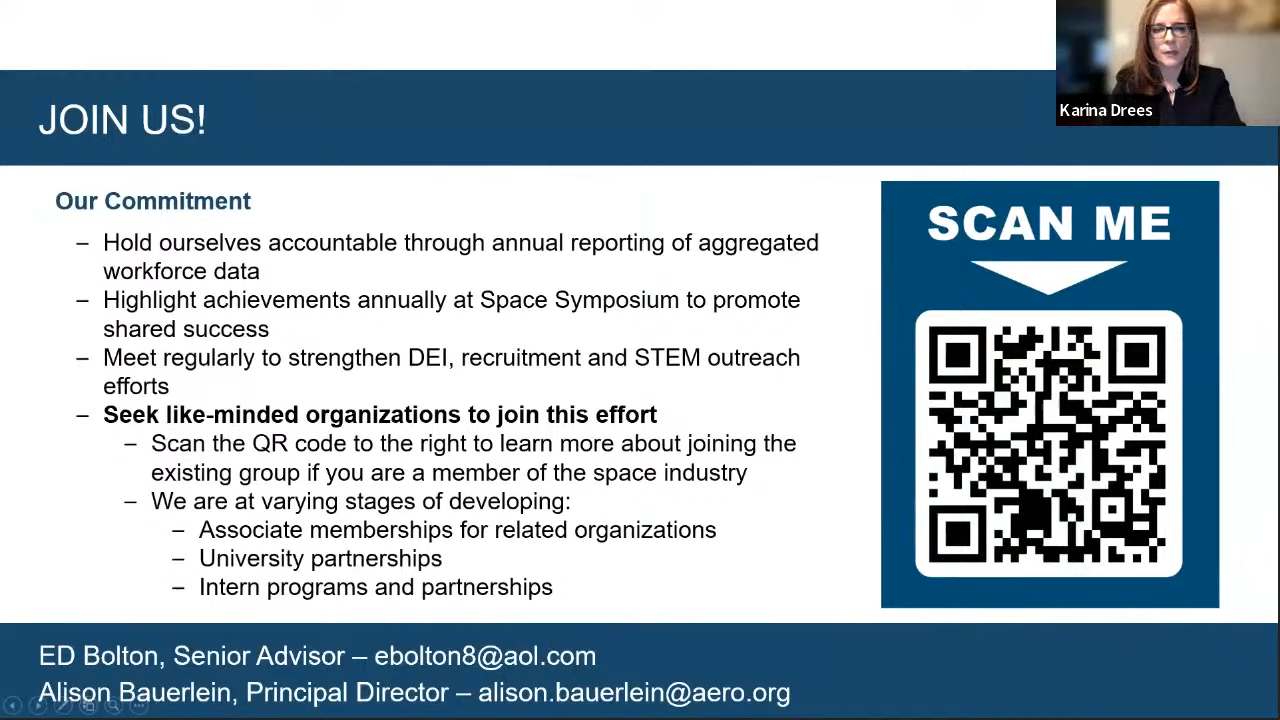 JOIN US!
Karina Drees
Our Commitment
– Hold ourselves accountable through annual reporting of aggregated
workforce data
– Highlight achievements annually at Space Symposium to promote
shared success
– Meet regularly to strengthen DEI, recruitment and STEM outreach
efforts
– Seek like-minded organizations to join this effort
– Scan the QR code to the right to learn more about joining the
existing group if you are a member of the space industry
– We are at varying stages of developing:
– Associate memberships for related organizations
– University partnerships
– Intern programs and partnerships
SCAN ME
ED Bolton, Senior Advisor – ebolton8@aol.com
Alison Bauerlein, Principal Director – alison.bauerlein@aero.org